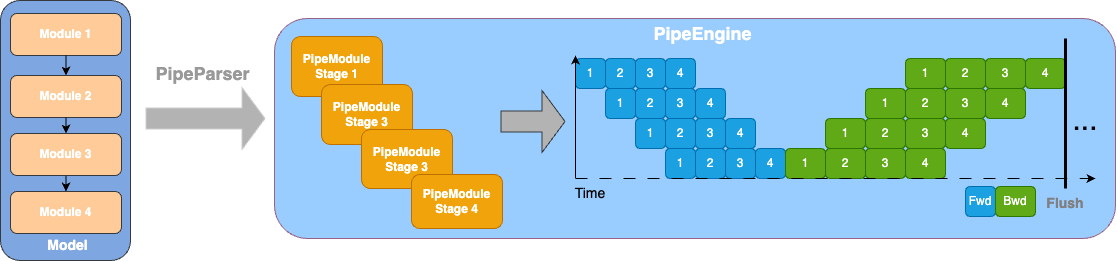 Module 1
Module 2
Module 3
Module 4
Model
PipeParser
PipeEngine
PipeModule
Stage 1
PipeModule
Stage 3
PipeModule
Stage 3
PipeModule
Stage 4
1 2 3 4 1 2 3 4
1 2 3 4 1 2 3 4
1 2 3 4 1 2 3 4
1 2 3 4 1 2 3 4
...
Time
Fwd Bwd
Flush